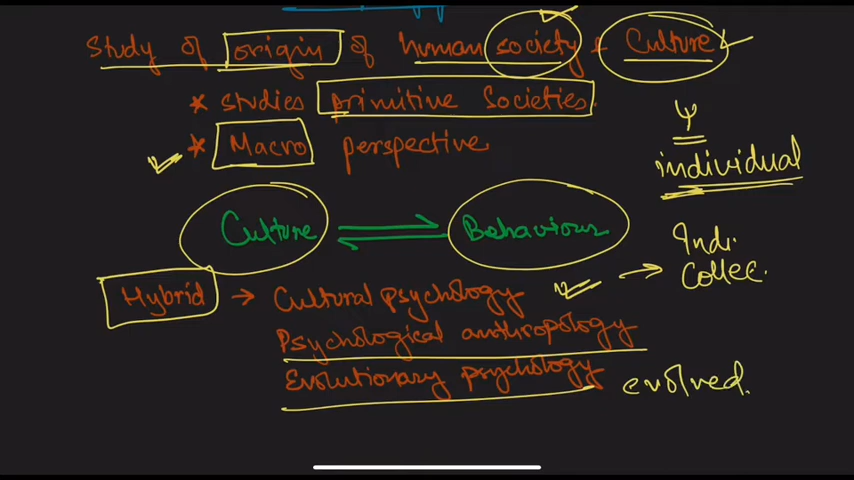 Study of origin of human society & Culture
* studies primitive Societies.
* Macro perspective
ψ
individual
Culture ⇌ Behaviour
Indi.
Collec.
Hybrid → Cultural psychology →
Psychological anthropology
Evolutionary psychology evolved.